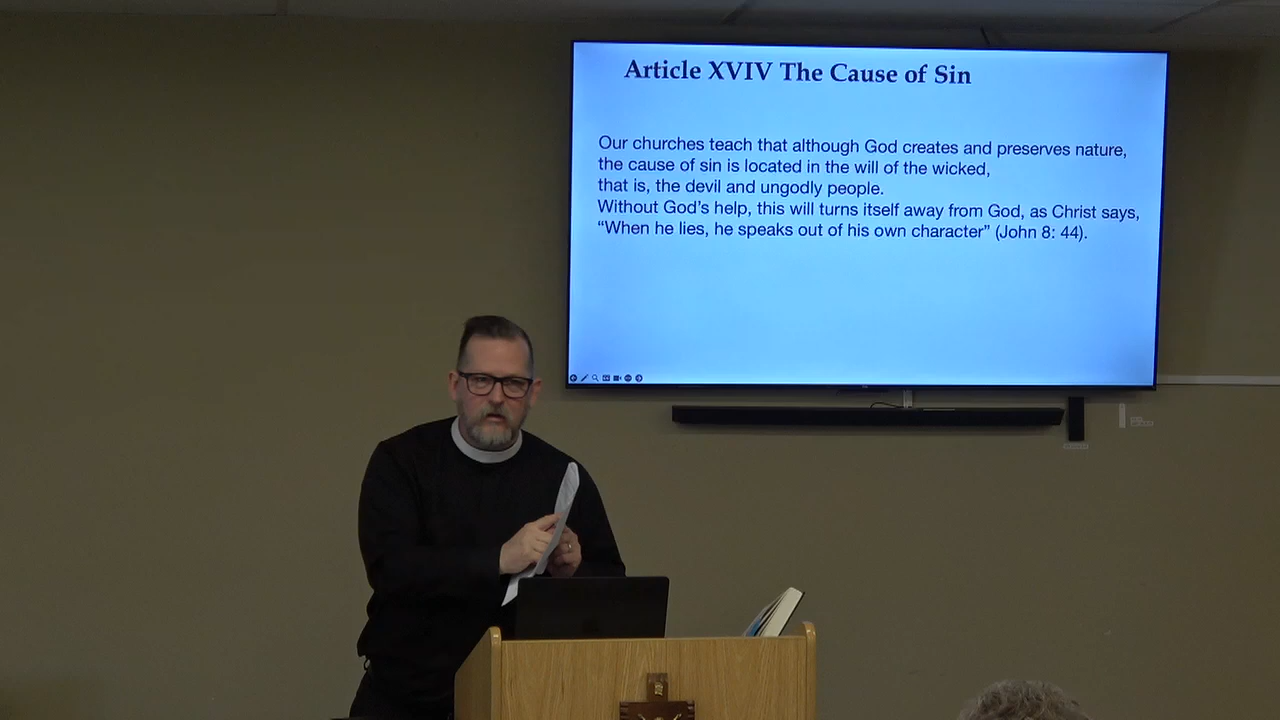 Article XVIV The Cause of Sin
Our churches teach that although God creates and preserves nature,
the cause of sin is located in the will of the wicked,
that is, the devil and ungodly people.
Without God’s help, this will turns itself away from God, as Christ says,
“When he lies, he speaks out of his own character” (John 8: 44).